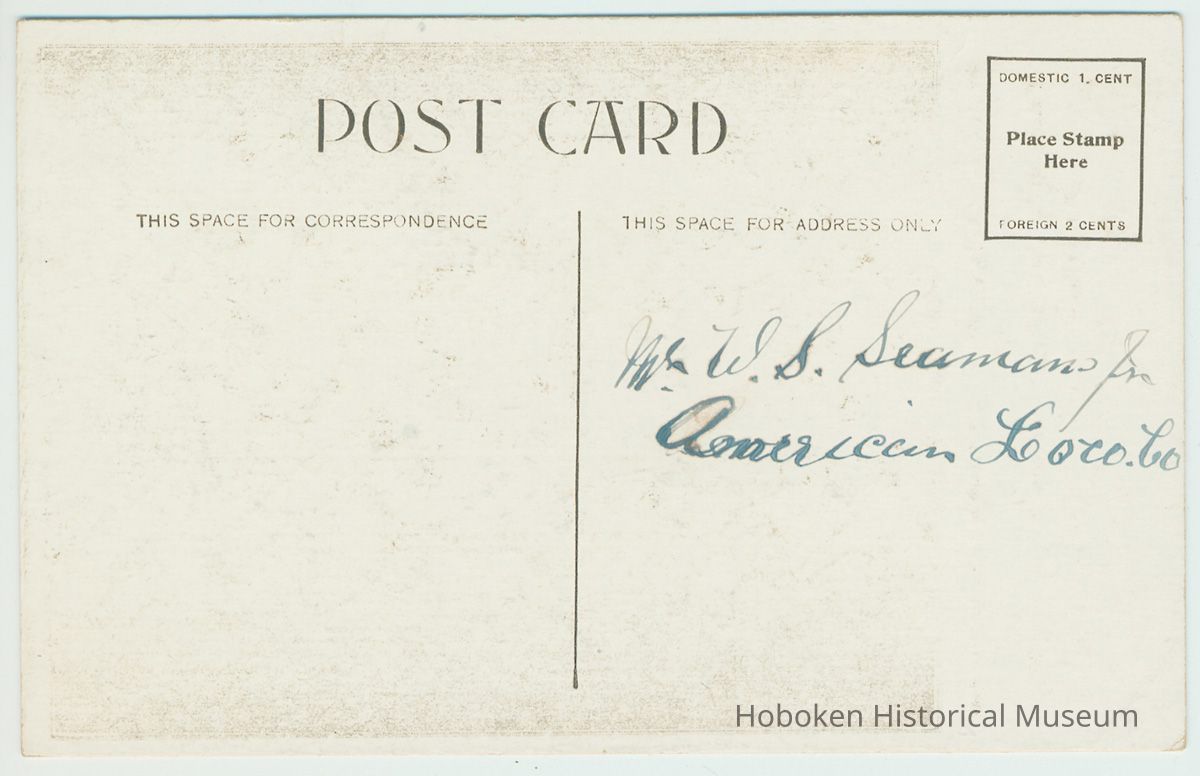 POST CARD
DOMESTIC 1. CENT
Place Stamp
Here
FOREIGN 2 CENTS
THIS SPACE FOR CORRESPONDENCE
THIS SPACE FOR ADDRESS ONLY
Mr. W. S. Seaman Jr
American Loco. Co
Hoboken Historical Museum